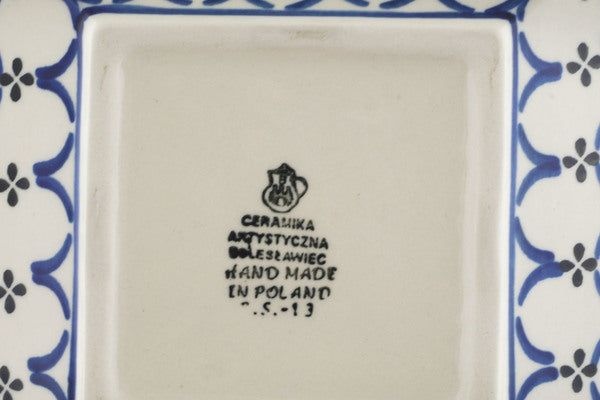 CERAMIKA
ARTYSTYCZNA
BOLESŁAWIEC
HAND MADE
IN POLAND
.S.-13